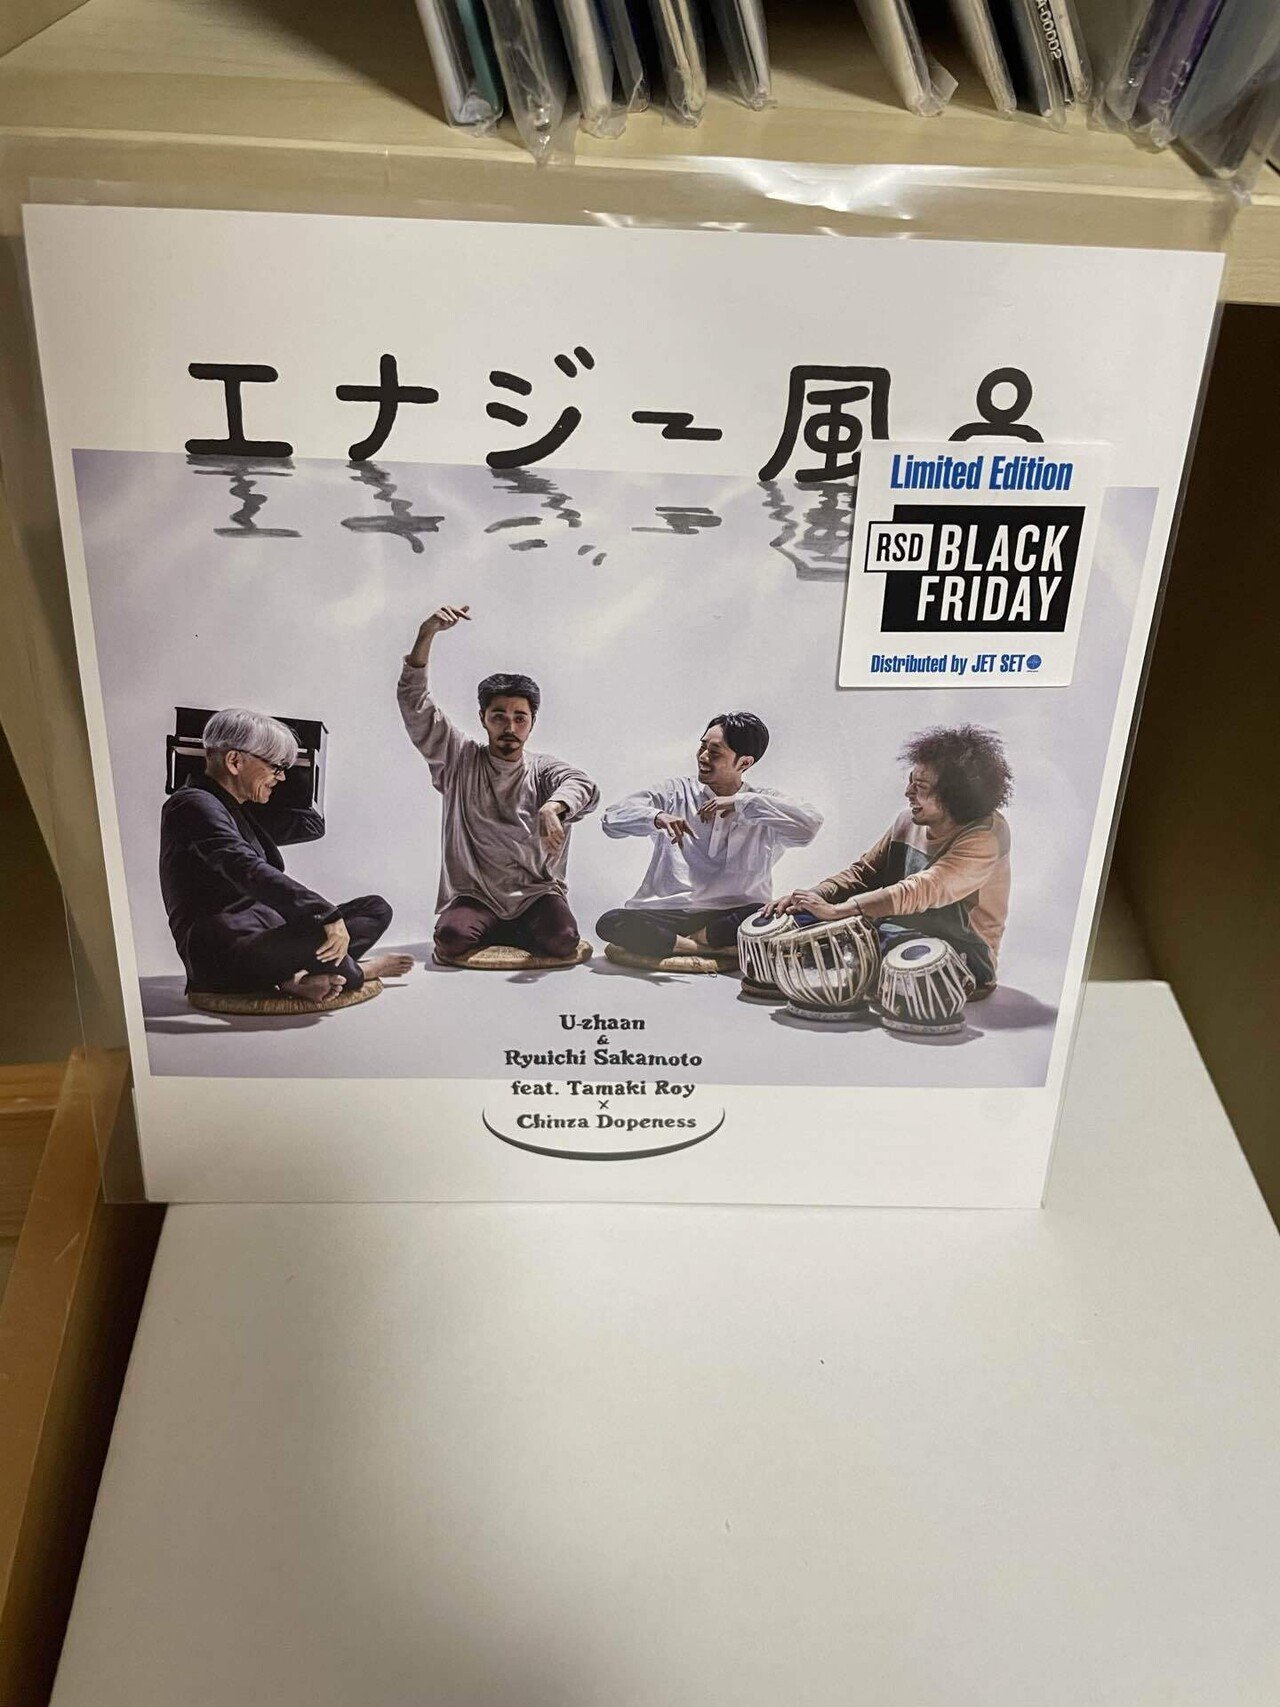 A-00002
エナジー風呂
Limited Edition
RSD BLACK
FRIDAY
Distributed by JET SET
U-zhaan
&
Ryuichi Sakamoto
feat. Tamaki Roy
×
Chinza Dopeness